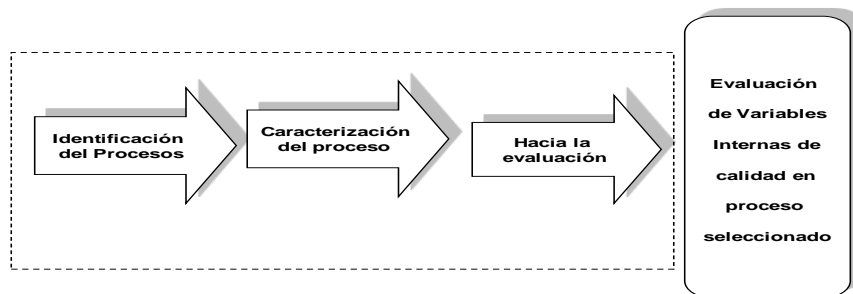 Identificación
del Procesos
Caracterización
del proceso
Hacia la
evaluación
Evaluación
de Variables
Internas de
calidad en
proceso
seleccionado